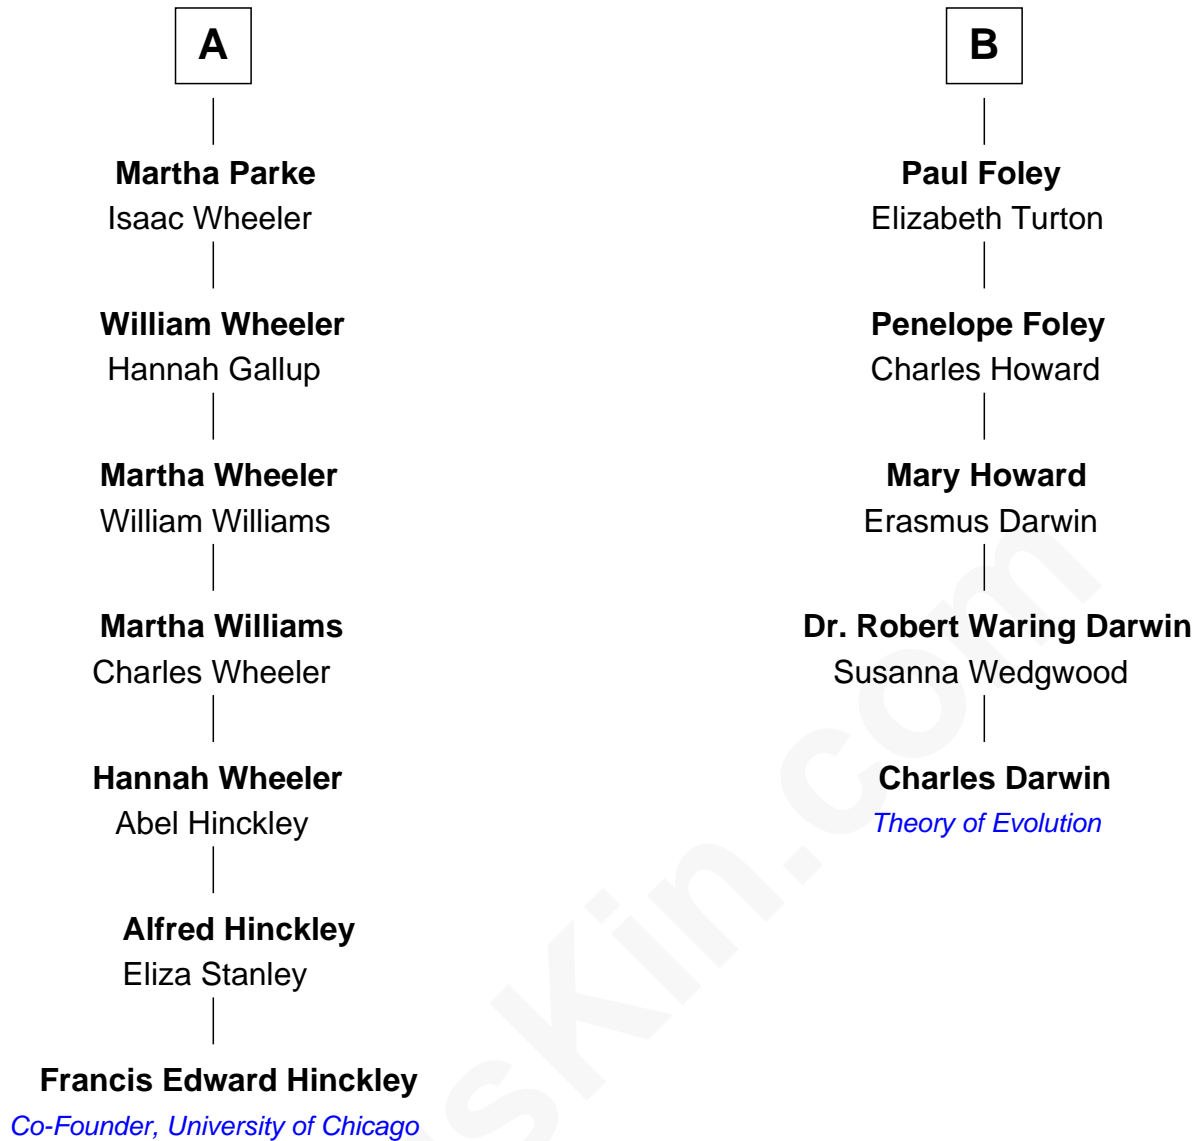 A
Martha Parke
Isaac Wheeler
William Wheeler
Hannah Gallup
Martha Wheeler
William Williams
Martha Williams
Charles Wheeler
Hannah Wheeler
Abel Hinckley
Alfred Hinckley
Eliza Stanley
Francis Edward Hinckley
Co-Founder, University of Chicago
B
Paul Foley
Elizabeth Turton
Penelope Foley
Charles Howard
Mary Howard
Erasmus Darwin
Dr. Robert Waring Darwin
Susanna Wedgwood
Charles Darwin
Theory of Evolution